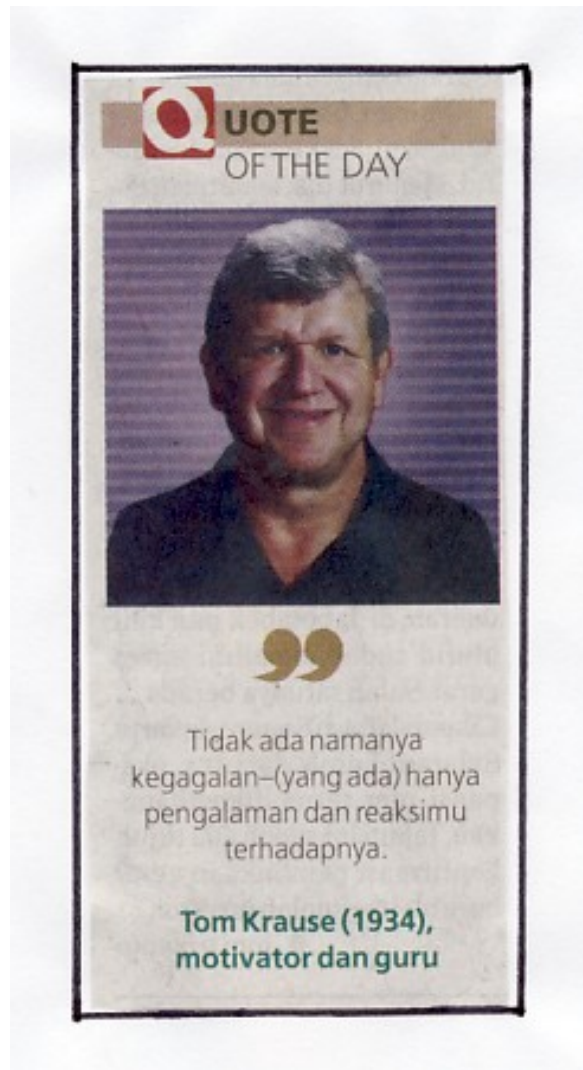 QUOTE
OF THE DAY
Tidak ada namanya
kegagalan–(yang ada) hanya
pengalaman dan reaksimu
terhadapnya.
Tom Krause (1934),
motivator dan guru